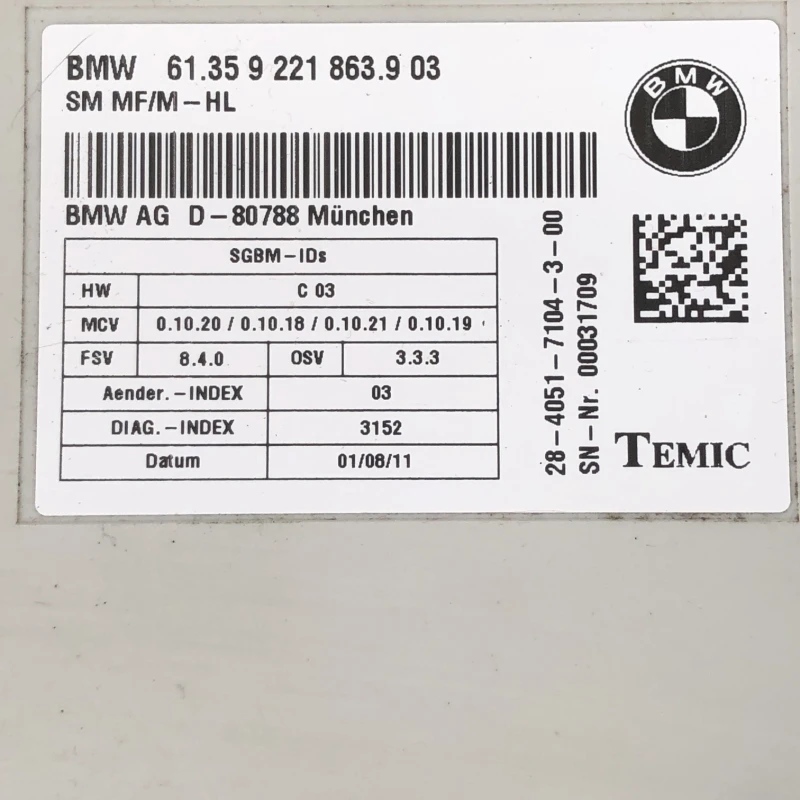 BMW 61.35 9 221 863.9 03
SM MF/M-HL
BMW
BMW AG D-80788 München
SGBM-IDs
HW C 03
MCV 0.10.20 / 0.10.18 / 0.10.21 / 0.10.19
FSV 8.4.0 OSV 3.3.3
Aender.-INDEX 03
DIAG.-INDEX 3152
Datum 01/08/11
28-4051-7104-3-00
SN-Nr. 00031709
TEMIC